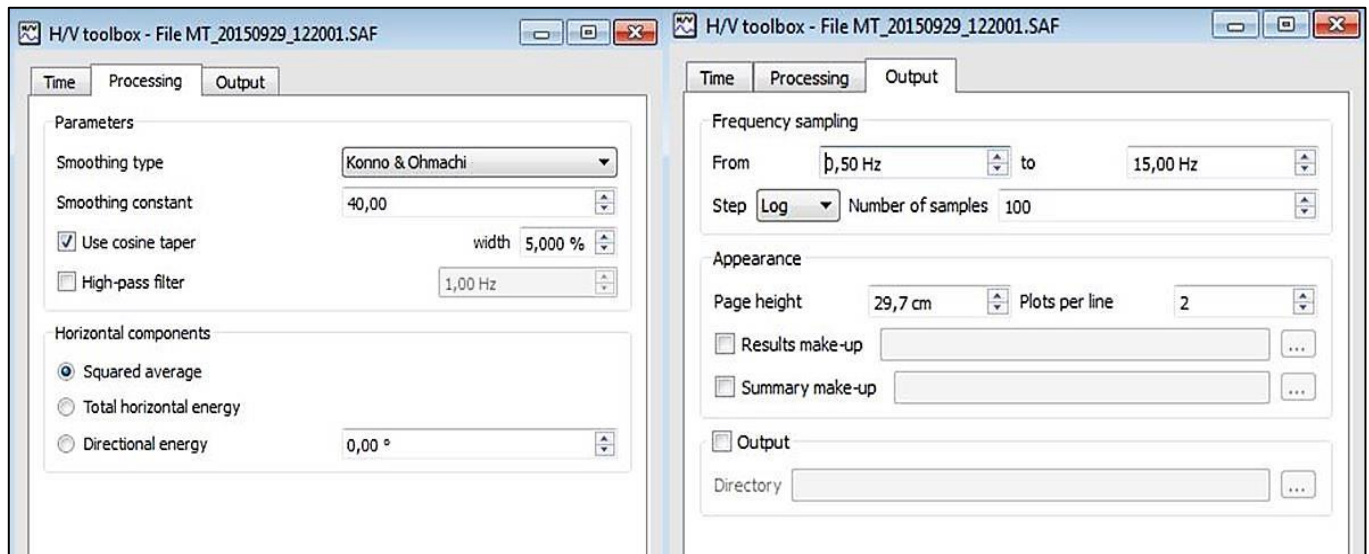 H/V toolbox - File MT_20150929_122001.SAF
Time Processing Output
Parameters
Smoothing type Konno & Ohmachi
Smoothing constant 40,00
Use cosine taper width 5,000 %
High-pass filter 1,00 Hz
Horizontal components
Squared average
Total horizontal energy
Directional energy 0,00 °
H/V toolbox - File MT_20150929_122001.SAF
Time Processing Output
Frequency sampling
From 0,50 Hz to 15,00 Hz
Step Log Number of samples 100
Appearance
Page height 29,7 cm Plots per line 2
Results make-up ...
Summary make-up ...
Output
Directory ...